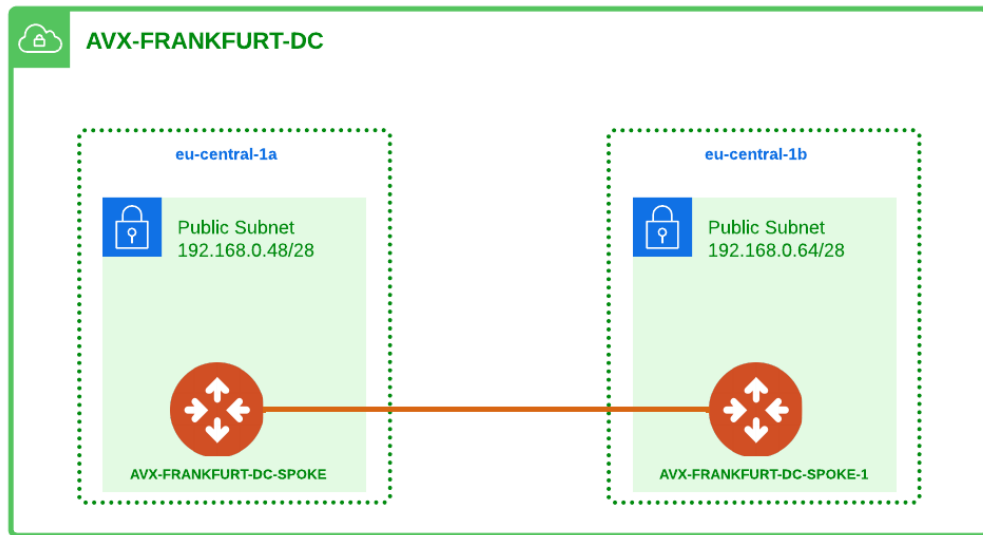 AVX-FRANKFURT-DC
eu-central-1a
Public Subnet
192.168.0.48/28
AVX-FRANKFURT-DC-SPOKE
eu-central-1b
Public Subnet
192.168.0.64/28
AVX-FRANKFURT-DC-SPOKE-1